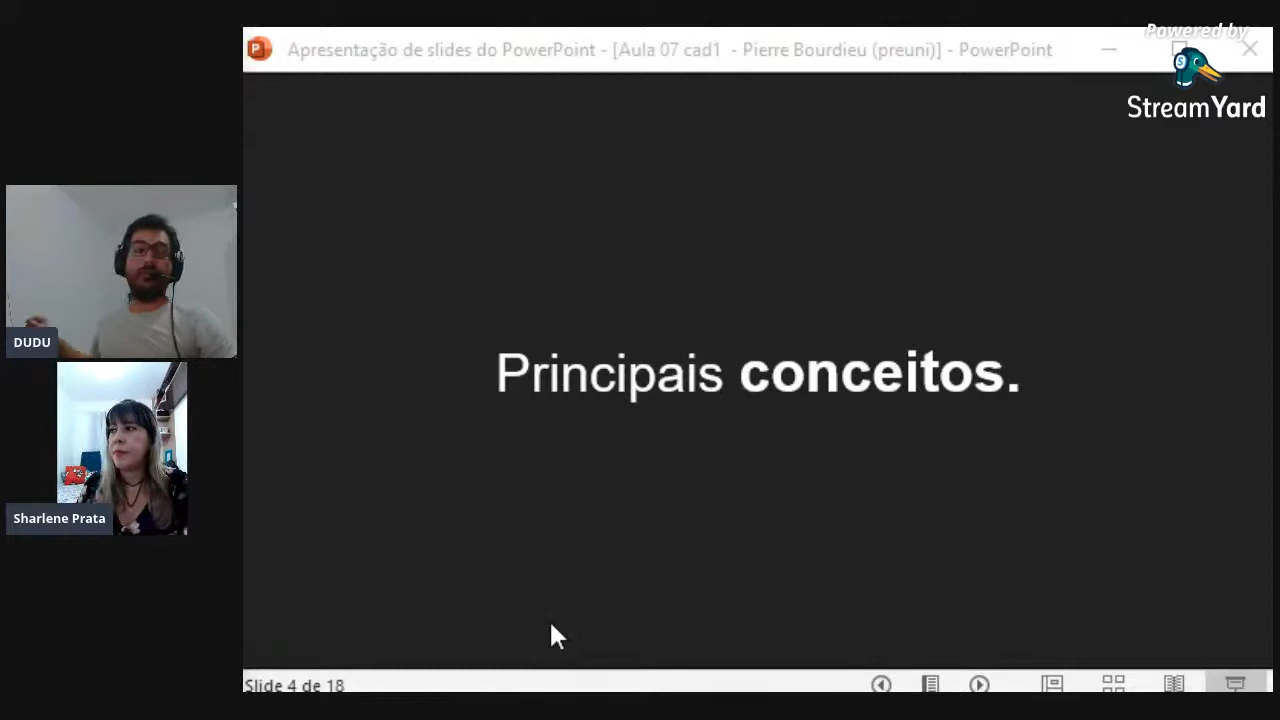 Apresentação de slides do PowerPoint - [Aula 07 cad1 - Pierre Bourdieu (preuni)] - PowerPoint
Powered by
StreamYard
DUDU
Sharlene Prata
Principais conceitos.
Slide 4 de 18